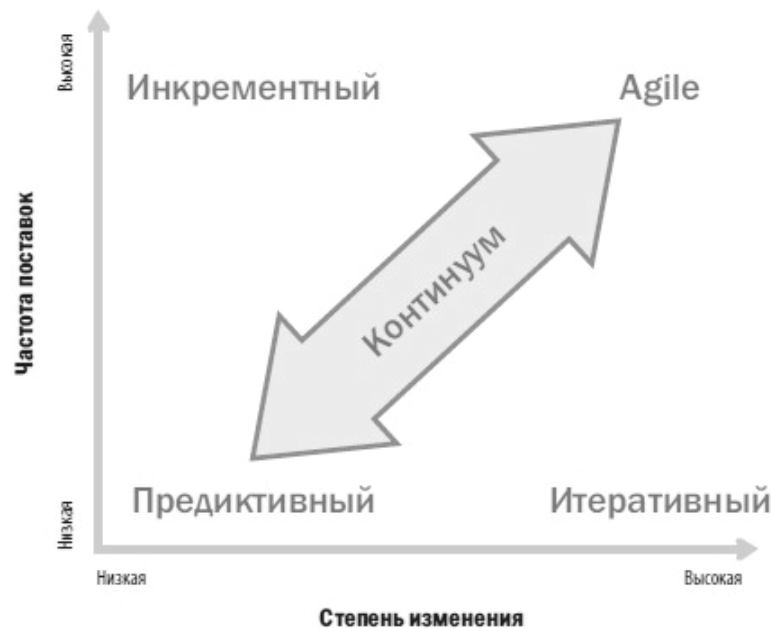 Высокая
Инкрементный
Agile
Частота поставок
Континуум
Предиктивный
Итеративный
Низкая
Низкая
Высокая
Степень изменения